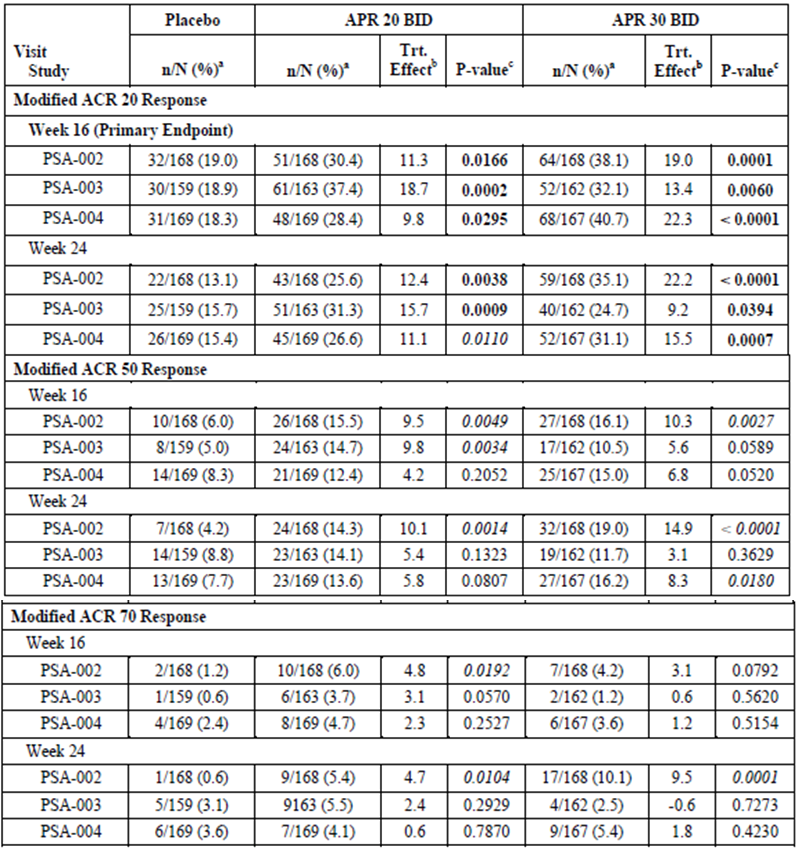 Placebo APR 20 BID APR 30 BID
Visit
Study n/N (%)a n/N (%)a Trt. Effectb P-valuec n/N (%)a Trt. Effectb P-valuec
Modified ACR 20 Response
Week 16 (Primary Endpoint)
PSA-002 32/168 (19.0) 51/168 (30.4) 11.3 0.0166 64/168 (38.1) 19.0 0.0001
PSA-003 30/159 (18.9) 61/163 (37.4) 18.7 0.0002 52/162 (32.1) 13.4 0.0060
PSA-004 31/169 (18.3) 48/169 (28.4) 9.8 0.0295 68/167 (40.7) 22.3 < 0.0001
Week 24
PSA-002 22/168 (13.1) 43/168 (25.6) 12.4 0.0038 59/168 (35.1) 22.2 < 0.0001
PSA-003 25/159 (15.7) 51/163 (31.3) 15.7 0.0009 40/162 (24.7) 9.2 0.0394
PSA-004 26/169 (15.4) 45/169 (26.6) 11.1 0.0110 52/167 (31.1) 15.5 0.0007
Modified ACR 50 Response
Week 16
PSA-002 10/168 (6.0) 26/168 (15.5) 9.5 0.0049 27/168 (16.1) 10.3 0.0027
PSA-003 8/159 (5.0) 24/163 (14.7) 9.8 0.0034 17/162 (10.5) 5.6 0.0589
PSA-004 14/169 (8.3) 21/169 (12.4) 4.2 0.2052 25/167 (15.0) 6.8 0.0520
Week 24
PSA-002 7/168 (4.2) 24/168 (14.3) 10.1 0.0014 32/168 (19.0) 14.9 < 0.0001
PSA-003 14/159 (8.8) 23/163 (14.1) 5.4 0.1323 19/162 (11.7) 3.1 0.3629
PSA-004 13/169 (7.7) 23/169 (13.6) 5.8 0.0807 27/167 (16.2) 8.3 0.0180
Modified ACR 70 Response
Week 16
PSA-002 2/168 (1.2) 10/168 (6.0) 4.8 0.0192 7/168 (4.2) 3.1 0.0792
PSA-003 1/159 (0.6) 6/163 (3.7) 3.1 0.0570 2/162 (1.2) 0.6 0.5620
PSA-004 4/169 (2.4) 8/169 (4.7) 2.3 0.2527 6/167 (3.6) 1.2 0.5154
Week 24
PSA-002 1/168 (0.6) 9/168 (5.4) 4.7 0.0104 17/168 (10.1) 9.5 0.0001
PSA-003 5/159 (3.1) 9163 (5.5) 2.4 0.2929 4/162 (2.5) -0.6 0.7273
PSA-004 6/169 (3.6) 7/169 (4.1) 0.6 0.7870 9/167 (5.4) 1.8 0.4230